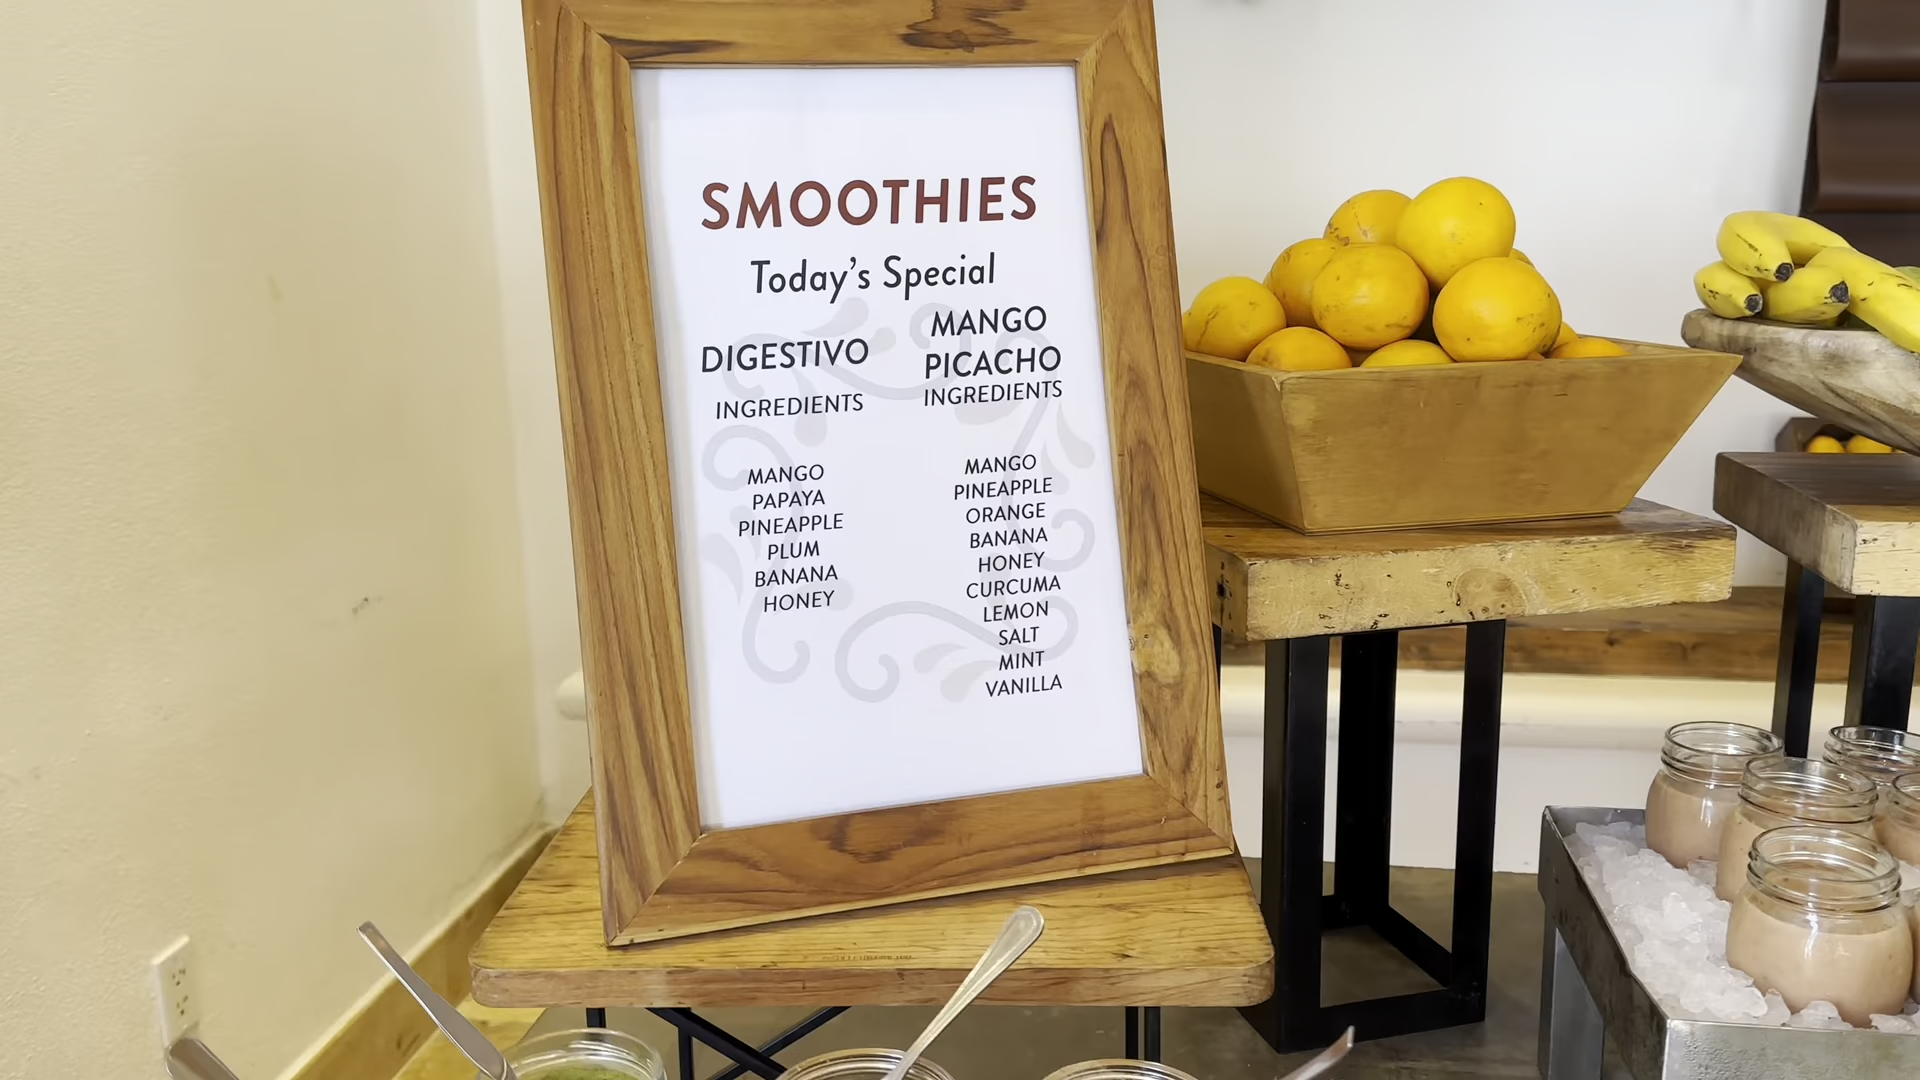 SMOOTHIES
Today's Special
DIGESTIVO
INGREDIENTS
MANGO
PAPAYA
PINEAPPLE
PLUM
BANANA
HONEY
MANGO
PICACHO
INGREDIENTS
MANGO
PINEAPPLE
ORANGE
BANANA
HONEY
CURCUMA
LEMON
SALT
MINT
VANILLA